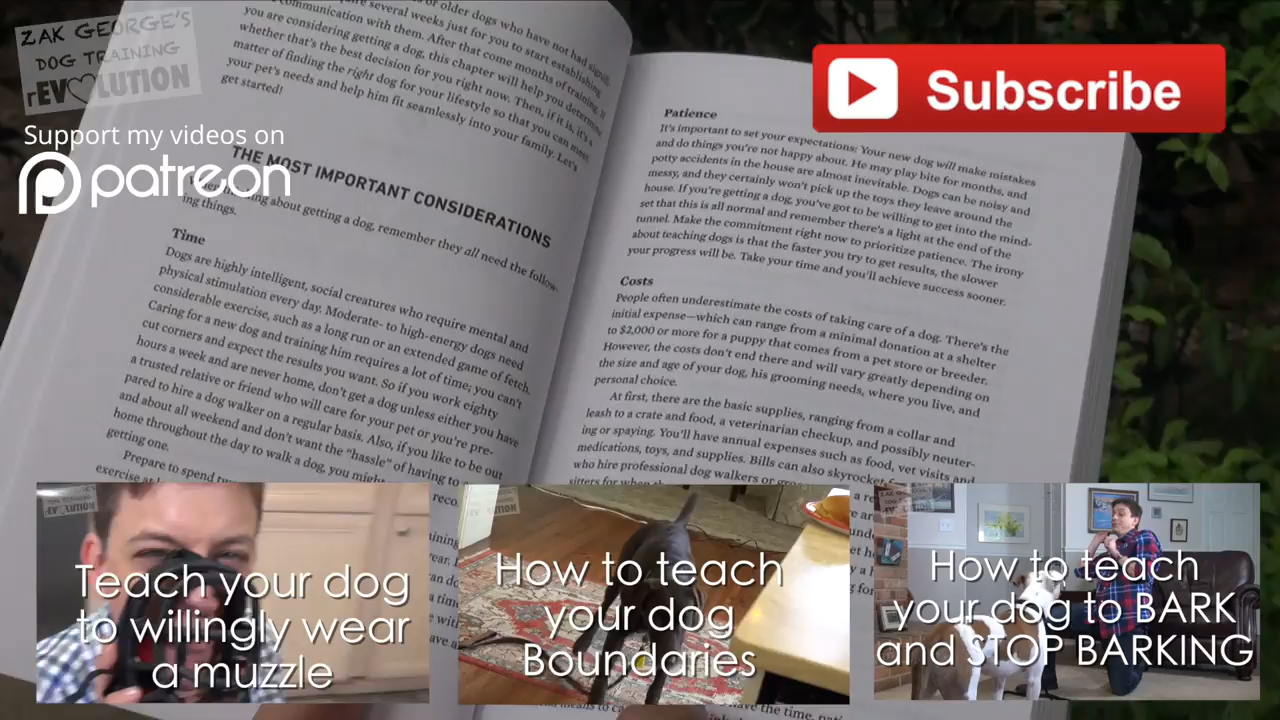 ZAK GEORGE'S
DOG TRAINING
rEVOLUTION
Support my videos on
patreon
Subscribe
of older dogs who have not had
require several weeks just for you to start establishing
communication with them. After that come months of training. If
you are considering getting a dog, this chapter will help you determine
whether that's the best decision for you right now. Then, if it is, it's a
matter of finding the right dog for your lifestyle so that you can meet
your pet's needs and help him fit seamlessly into your family. Let's
get started!
THE MOST IMPORTANT CONSIDERATIONS
about getting a dog, remember they all need the follow-
ing things.
Time
Dogs are highly intelligent, social creatures who require mental and
physical stimulation every day. Moderate- to high-energy dogs need
considerable exercise, such as a long run or an extended game of fetch.
Caring for a new dog and training him requires a lot of time; you can't
cut corners and expect the results you want. So if you work eighty
hours a week and are never home, don't get a dog unless either you have
a trusted relative or friend who will care for your pet or you're pre-
pared to hire a dog walker on a regular basis. Also, if you like to be out
and about all weekend and don't want the "hassle" of having to
home throughout the day to walk a dog, you might
getting one.
Prepare to spend
exercise
Patience
It's important to set your expectations: Your new dog will make mistakes
and do things you're not happy about. He may play bite for months, and
potty accidents in the house are almost inevitable. Dogs can be noisy and
messy, and they certainly won't pick up the toys they leave around the
house. If you're getting a dog, you've got to be willing to get into the mind-
set that this is all normal and remember there's a light at the end of the
tunnel. Make the commitment right now to prioritize patience. The irony
about teaching dogs is that the faster you try to get results, the slower
your progress will be. Take your time and you'll achieve success sooner.
Costs
People often underestimate the costs of taking care of a dog. There's the
initial expense—which can range from a minimal donation at a shelter
to $2,000 or more for a puppy that comes from a pet store or breeder.
However, the costs don't end there and will vary greatly depending on
the size and age of your dog, his grooming needs, where you live, and
personal choice.
At first, there are the basic supplies, ranging from a collar and
leash to a crate and food, a veterinarian checkup, and possibly neuter-
ing or spaying. You'll have annual expenses such as food, vet visits and
medications, toys, and supplies. Bills can also skyrocket
who hire professional dog walkers or
sitters for when
Teach your dog
to willingly wear
a muzzle
How to teach
your dog
Boundaries
How to teach
your dog to BARK
and STOP BARKING
have the time,